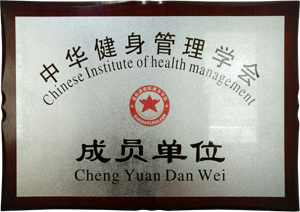 中华健身管理学会
Chinese Institute of health management
成员单位
Cheng Yuan Dan Wei